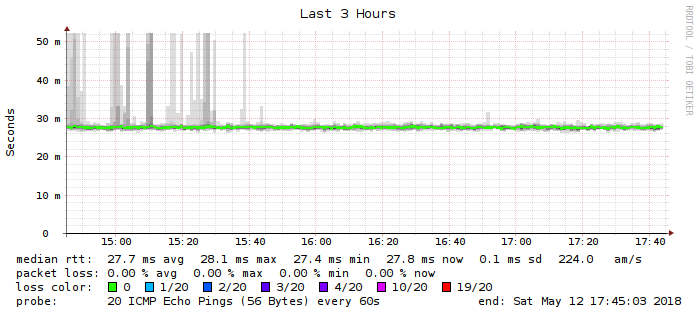 Last 3 Hours
RRDTOOL / TOBI OETIKER
Seconds
50 m
40 m
30 m
20 m
10 m
0
15:00 15:20 15:40 16:00 16:20 16:40 17:00 17:20 17:40
median rtt: 27.7 ms avg 28.1 ms max 27.4 ms min 27.8 ms now 0.1 ms sd 224.0 am/s
packet loss: 0.00 % avg 0.00 % max 0.00 % min 0.00 % now
loss color: 0 1/20 2/20 3/20 4/20 10/20 19/20
probe: 20 ICMP Echo Pings (56 Bytes) every 60s end: Sat May 12 17:45:03 2018